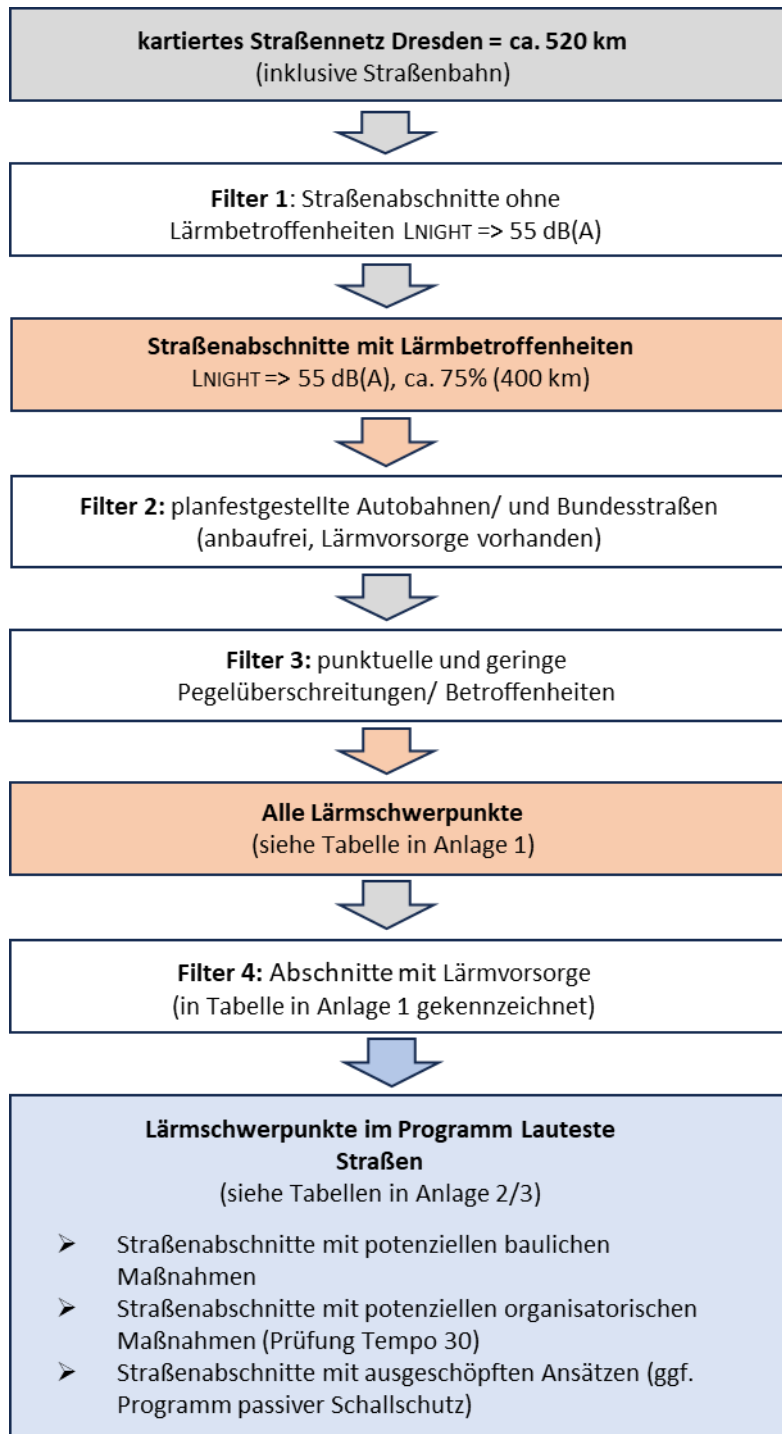 kartiertes Straßennetz Dresden = ca. 520 km
(inklusive Straßenbahn)
Filter 1: Straßenabschnitte ohne
Lärmbetroffenheiten LNIGHT => 55 dB(A)
Straßenabschnitte mit Lärmbetroffenheiten
LNIGHT => 55 dB(A), ca. 75% (400 km)
Filter 2: planfestgestellte Autobahnen/ und Bundesstraßen
(anbaufrei, Lärmvorsorge vorhanden)
Filter 3: punktuelle und geringe
Pegelüberschreitungen/ Betroffenheiten
Alle Lärmschwerpunkte
(siehe Tabelle in Anlage 1)
Filter 4: Abschnitte mit Lärmvorsorge
(in Tabelle in Anlage 1 gekennzeichnet)
Lärmschwerpunkte im Programm Lauteste
Straßen
(siehe Tabellen in Anlage 2/3)
➢ Straßenabschnitte mit potenziellen baulichen
Maßnahmen
➢ Straßenabschnitte mit potenziellen organisatorischen
Maßnahmen (Prüfung Tempo 30)
➢ Straßenabschnitte mit ausgeschöpften Ansätzen (ggf.
Programm passiver Schallschutz)